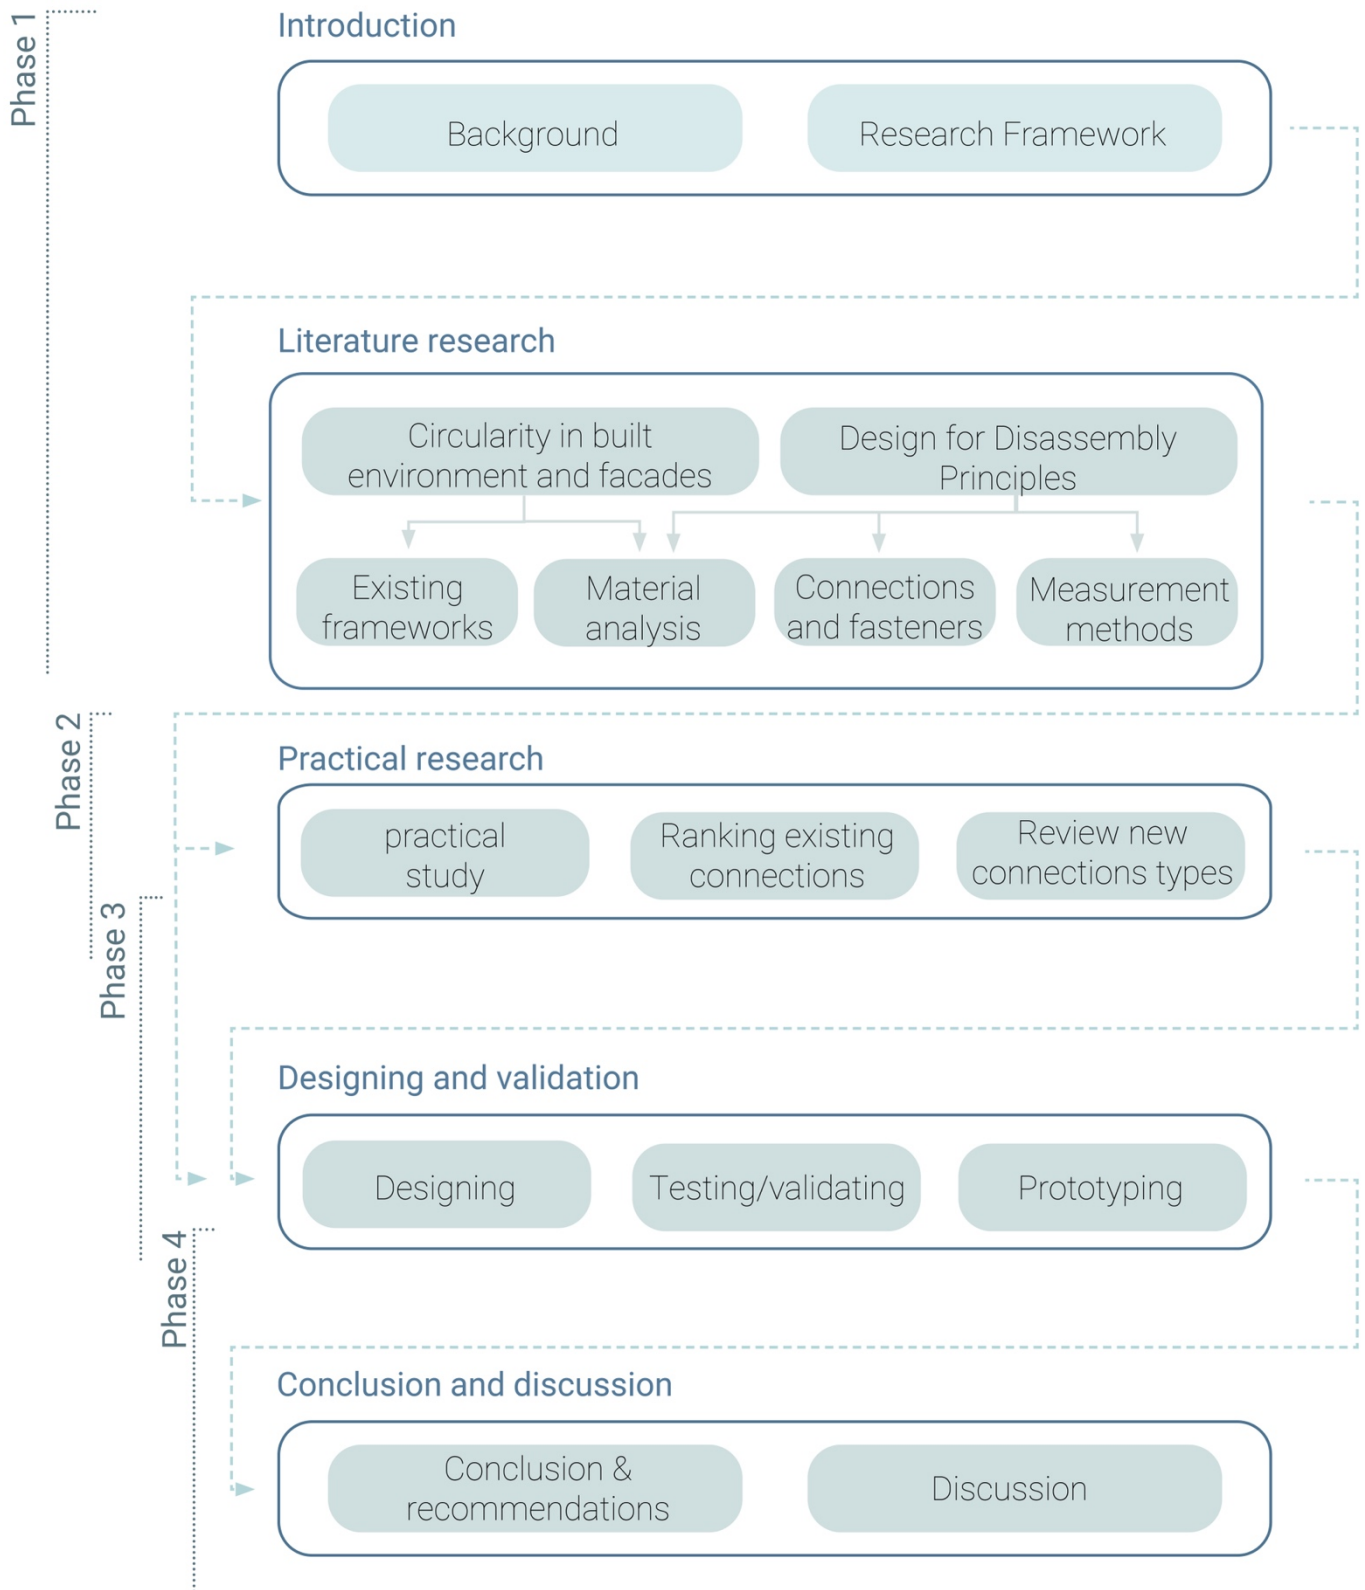 Phase 1
Introduction
Background
Research Framework
Literature research
Circularity in built
environment and facades
Design for Disassembly
Principles
Existing
frameworks
Material
analysis
Connections
and fasteners
Measurement
methods
Phase 2
Practical research
practical
study
Ranking existing
connections
Review new
connections types
Phase 3
Designing and validation
Designing
Testing/validating
Prototyping
Phase 4
Conclusion and discussion
Conclusion &
recommendations
Discussion